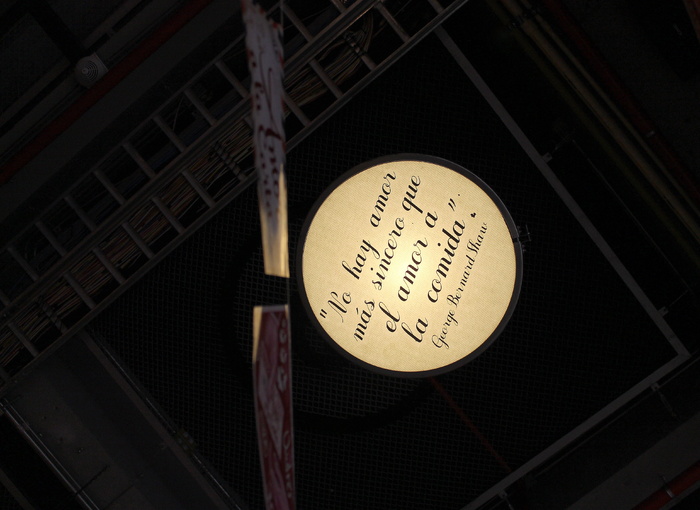 "No hay amor
más sincero que
el amor a
la comida".
George Bernard Shaw